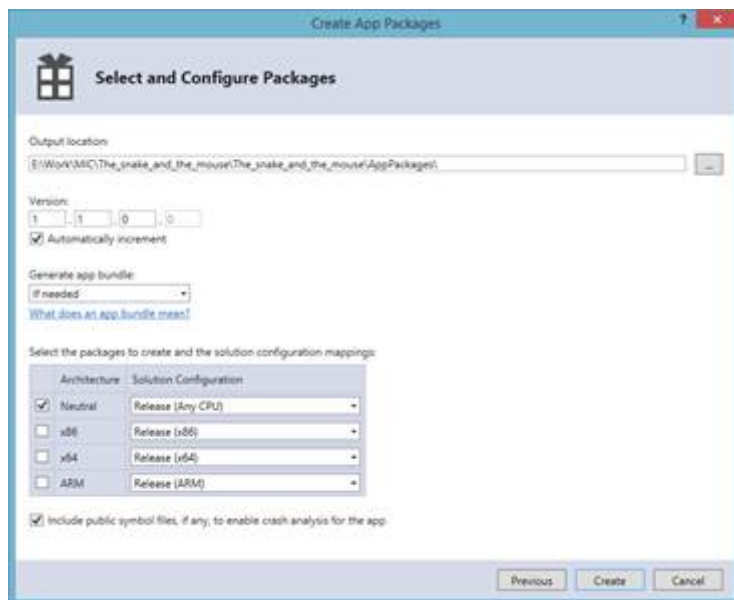 Create App Packages
?
Select and Configure Packages
Output location:
E:\Work\MIC\The_snake_and_the_mouse\The_snake_and_the_mouse\AppPackages\
...
Version:
1 . 1 . 0 . 0
Automatically increment
Generate app bundle:
If needed
What does an app bundle mean?
Select the packages to create and the solution configuration mappings:
Architecture Solution Configuration
Neutral Release (Any CPU)
x86 Release (x86)
x64 Release (x64)
ARM Release (ARM)
Include public symbol files, if any, to enable crash analysis for the app
Previous Create Cancel